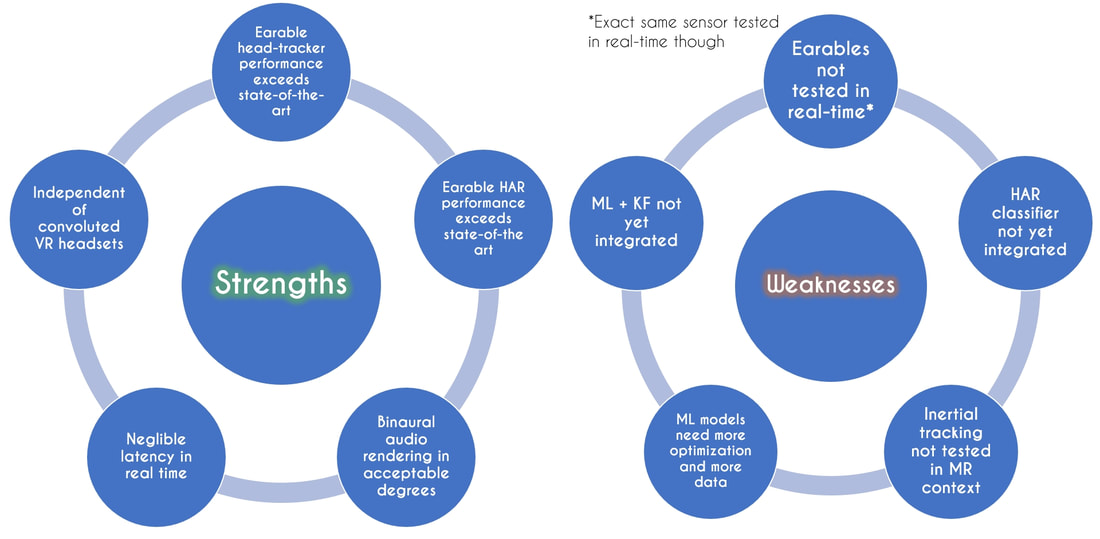 Earable
head-tracker
performance
exceeds
state-of-the-
art
Earable HAR
performance
exceeds
state-of-the
art
Binaural
audio
rendering in
acceptable
degrees
Neglible
latency in
real time
Independent
of
convoluted
VR headsets
Strengths
*Exact same sensor tested
in real-time though
Earables
not
tested in
real-time*
HAR
classifier
not yet
integrated
Inertial
tracking
not tested
in MR
context
ML models
need more
optimization
and more
data
ML + KF not
yet
integrated
Weaknesses